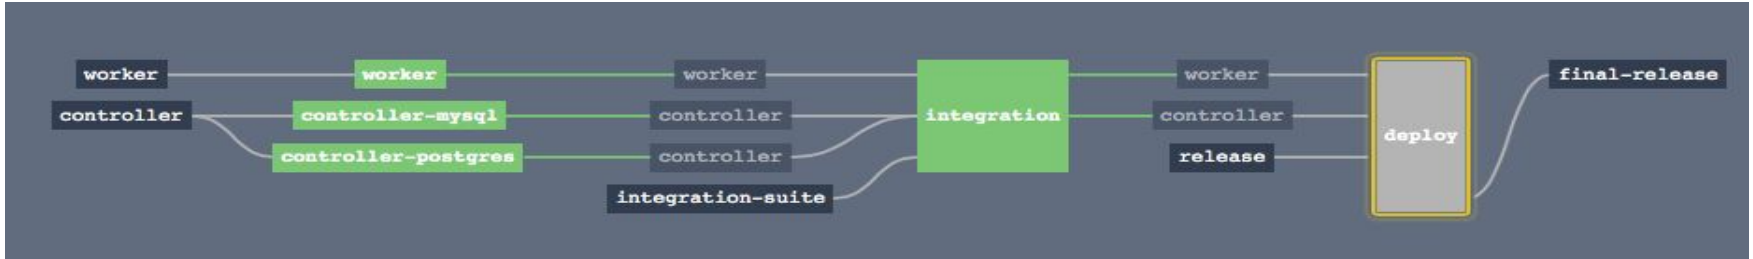 worker worker worker worker final-release
controller controller-mysql controller integration controller
deploy
controller-postgres controller release
integration-suite